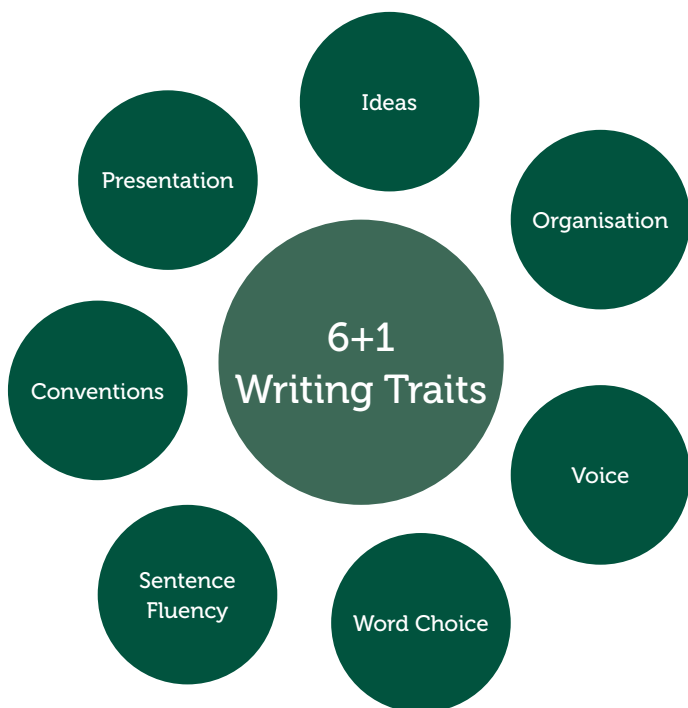 Ideas
Presentation
Organisation
6+1
Writing Traits
Conventions
Voice
Sentence
Fluency
Word Choice